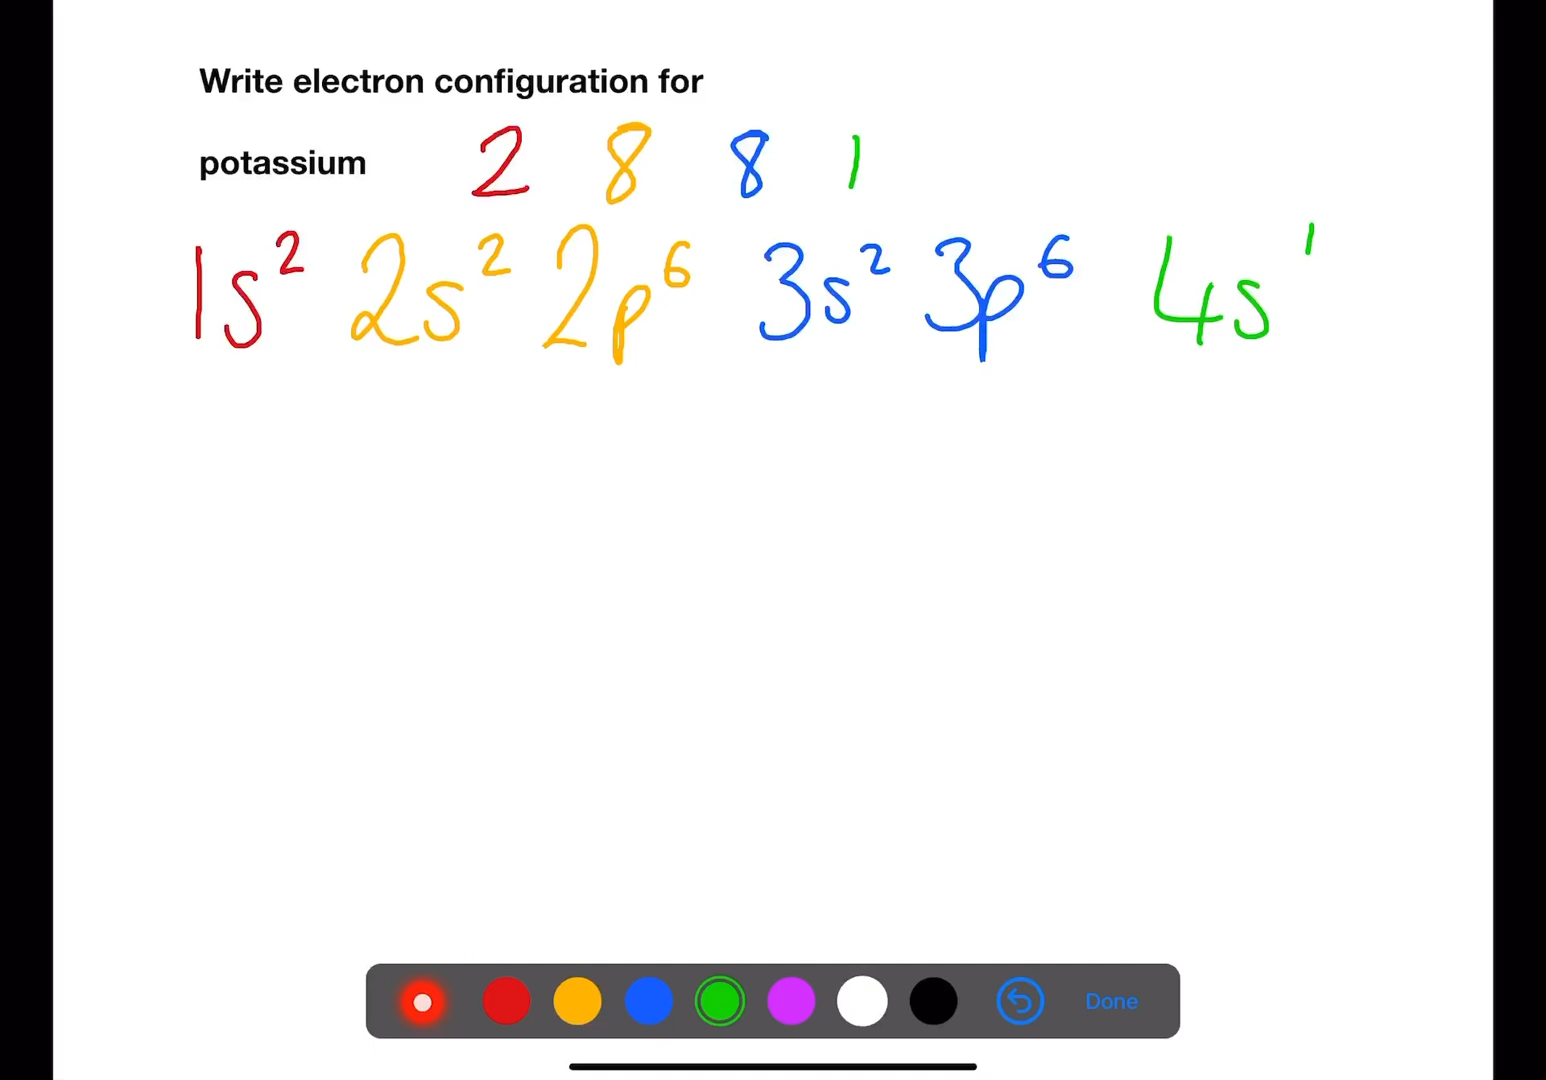 Write electron configuration for
potassium 2 8 8 1
1s² 2s² 2p⁶ 3s² 3p⁶ 4s¹
Done